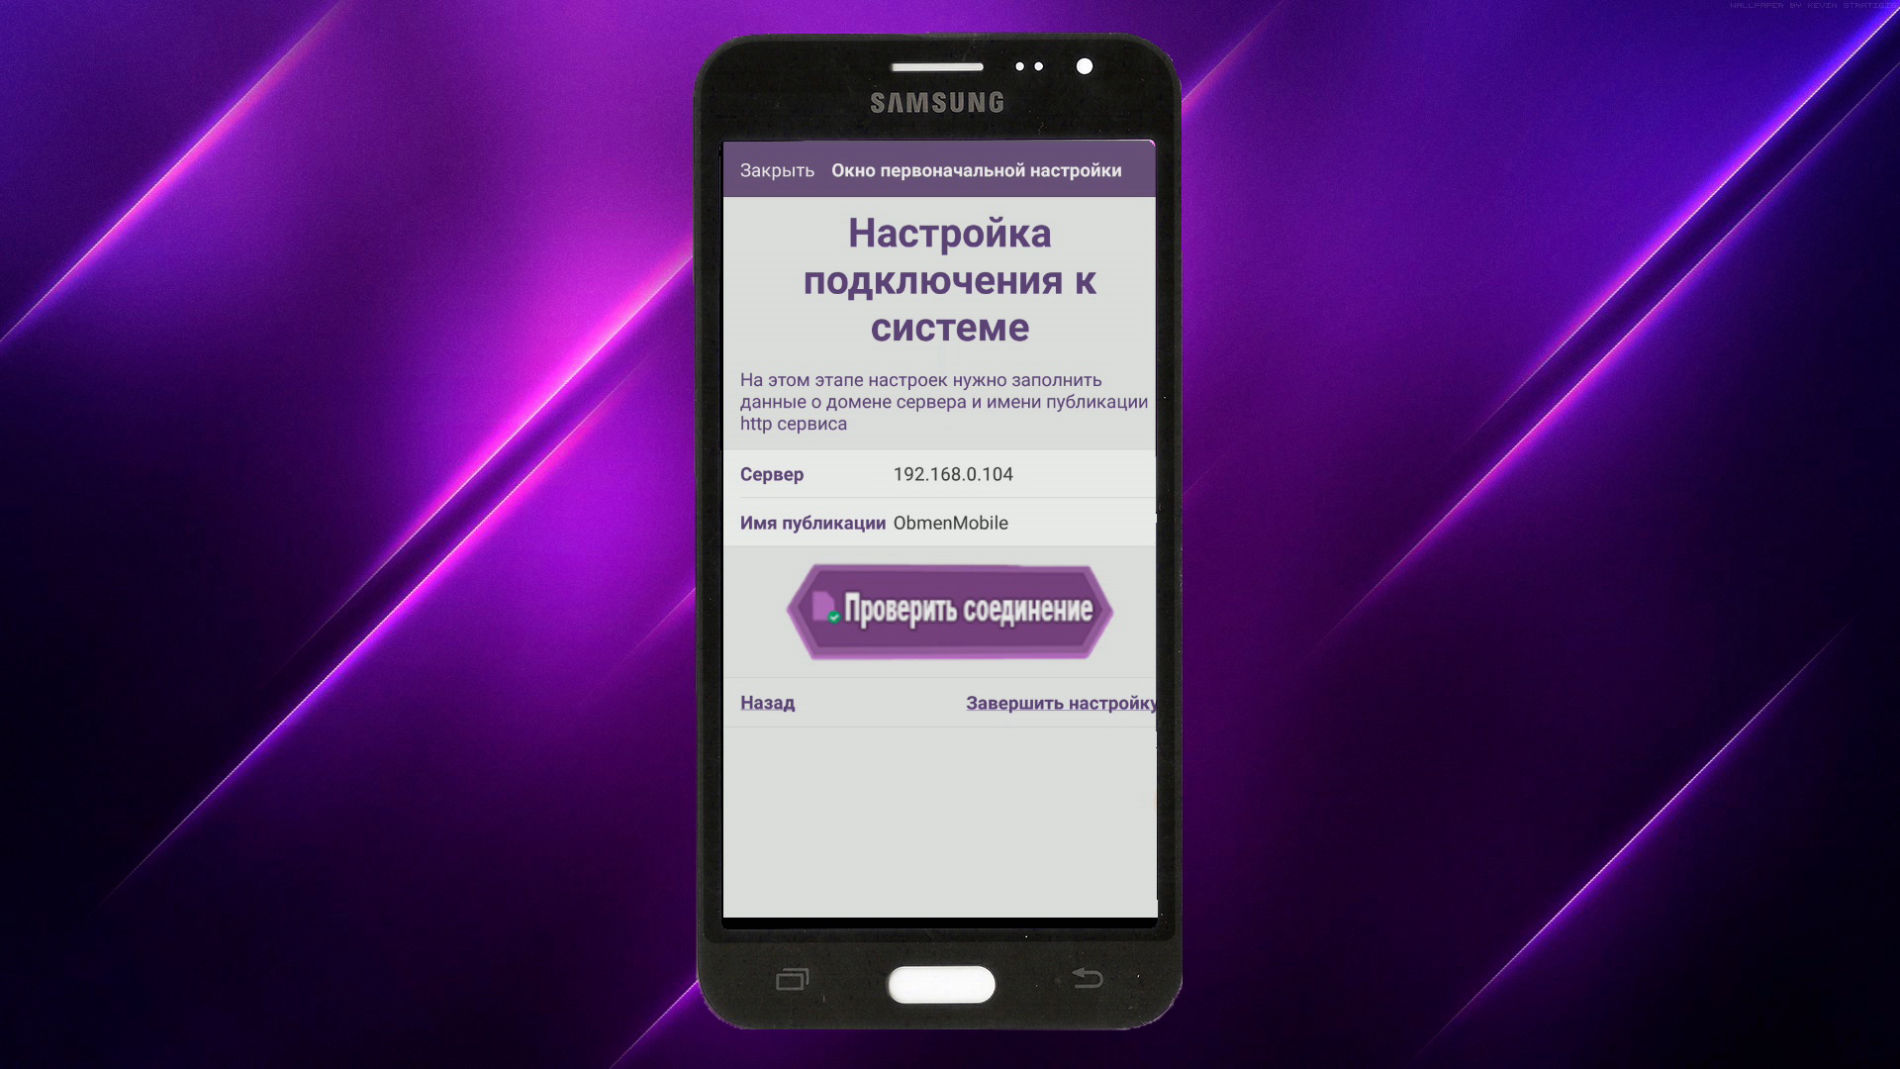 WALLPAPER BY KEVIN
SAMSUNG
Закрыть Окно первоначальной настройки
Настройка
подключения к
системе
На этом этапе настроек нужно заполнить
данные о домене сервера и имени публикации
http сервиса
Сервер 192.168.0.104
Имя публикации ObmenMobile
Проверить соединение
Назад Завершить настройку